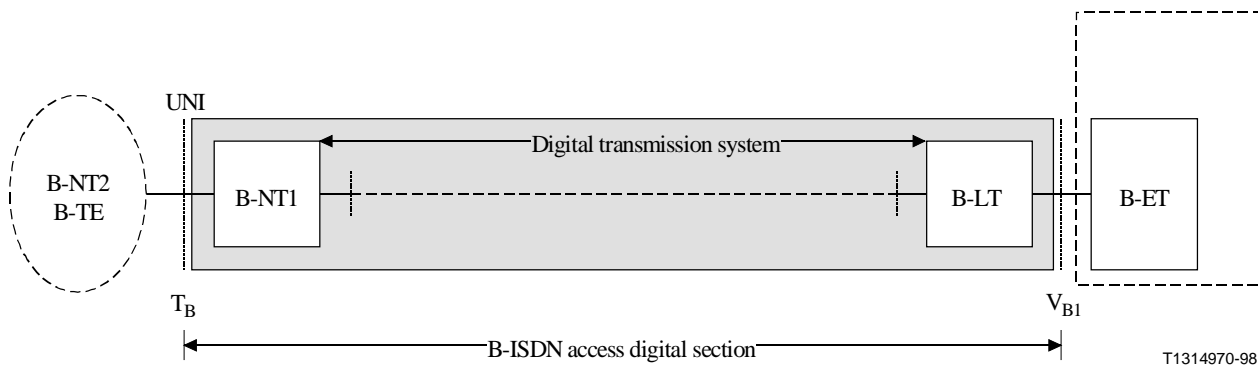 UNI
Digital transmission system
B-NT2
B-TE
B-NT1
B-LT
B-ET
T_B
V_B1
B-ISDN access digital section
T1314970-98